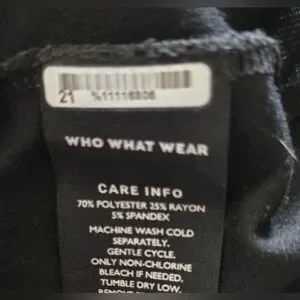 21 %11118808
WHO WHAT WEAR
CARE INFO
70% POLYESTER 25% RAYON
5% SPANDEX
MACHINE WASH COLD
SEPARATELY.
GENTLE CYCLE.
ONLY NON-CHLORINE
BLEACH IF NEEDED.
TUMBLE DRY LOW.